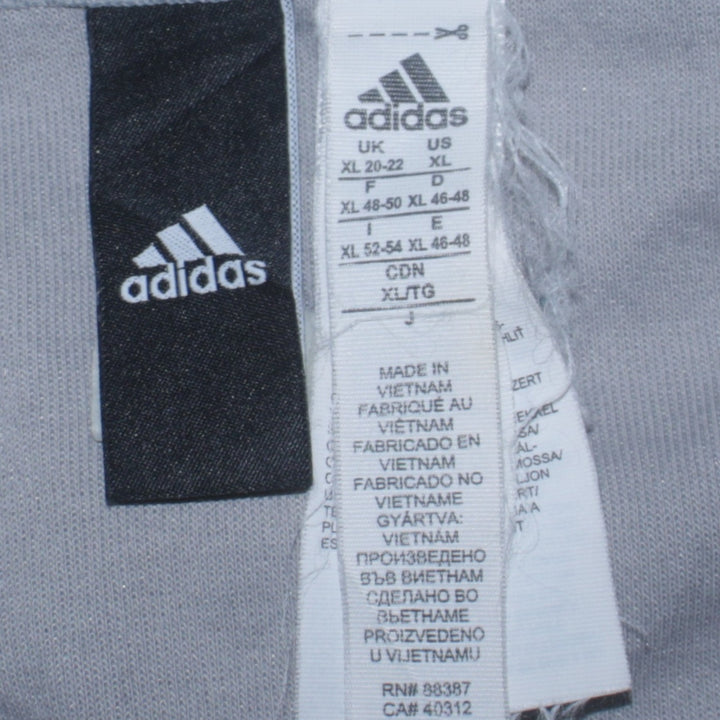 adidas
adidas
UK US
XL 20-22 XL
F D
XL 48-50 XL 46-48
I E
XL 52-54 XL 46-48
CDN
XL/TG
J
MADE IN
VIETNAM
FABRIQUÉ AU
VIÊTNAM
FABRICADO EN
VIETNAM
FABRICADO NO
VIETNAME
GYÁRTVA:
VIETNÁM
ПРОИЗВЕДЕНО
ВЪВ ВИЕТНАМ
СДЕЛАНО ВО
ВЬЕТНАМЕ
PROIZVEDENO
U VIJETNAMU
RN# 88387
CA# 40312